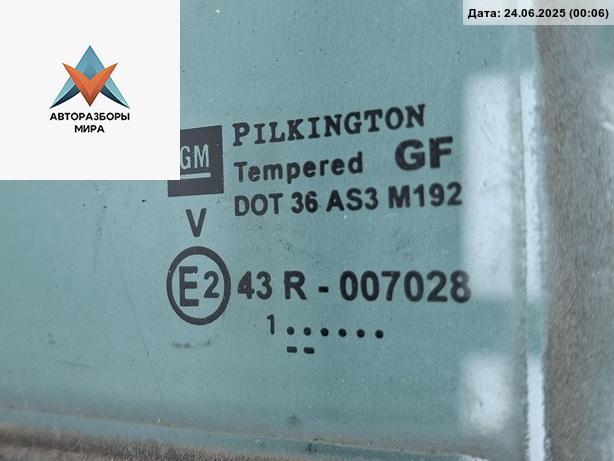 Дата: 24.06.2025 (00:06)
АВТОРАЗБОРЫ
МИРА
GM
PILKINGTON
Tempered GF
DOT 36 AS3 M192
V
E2 43 R - 007028
1......
--